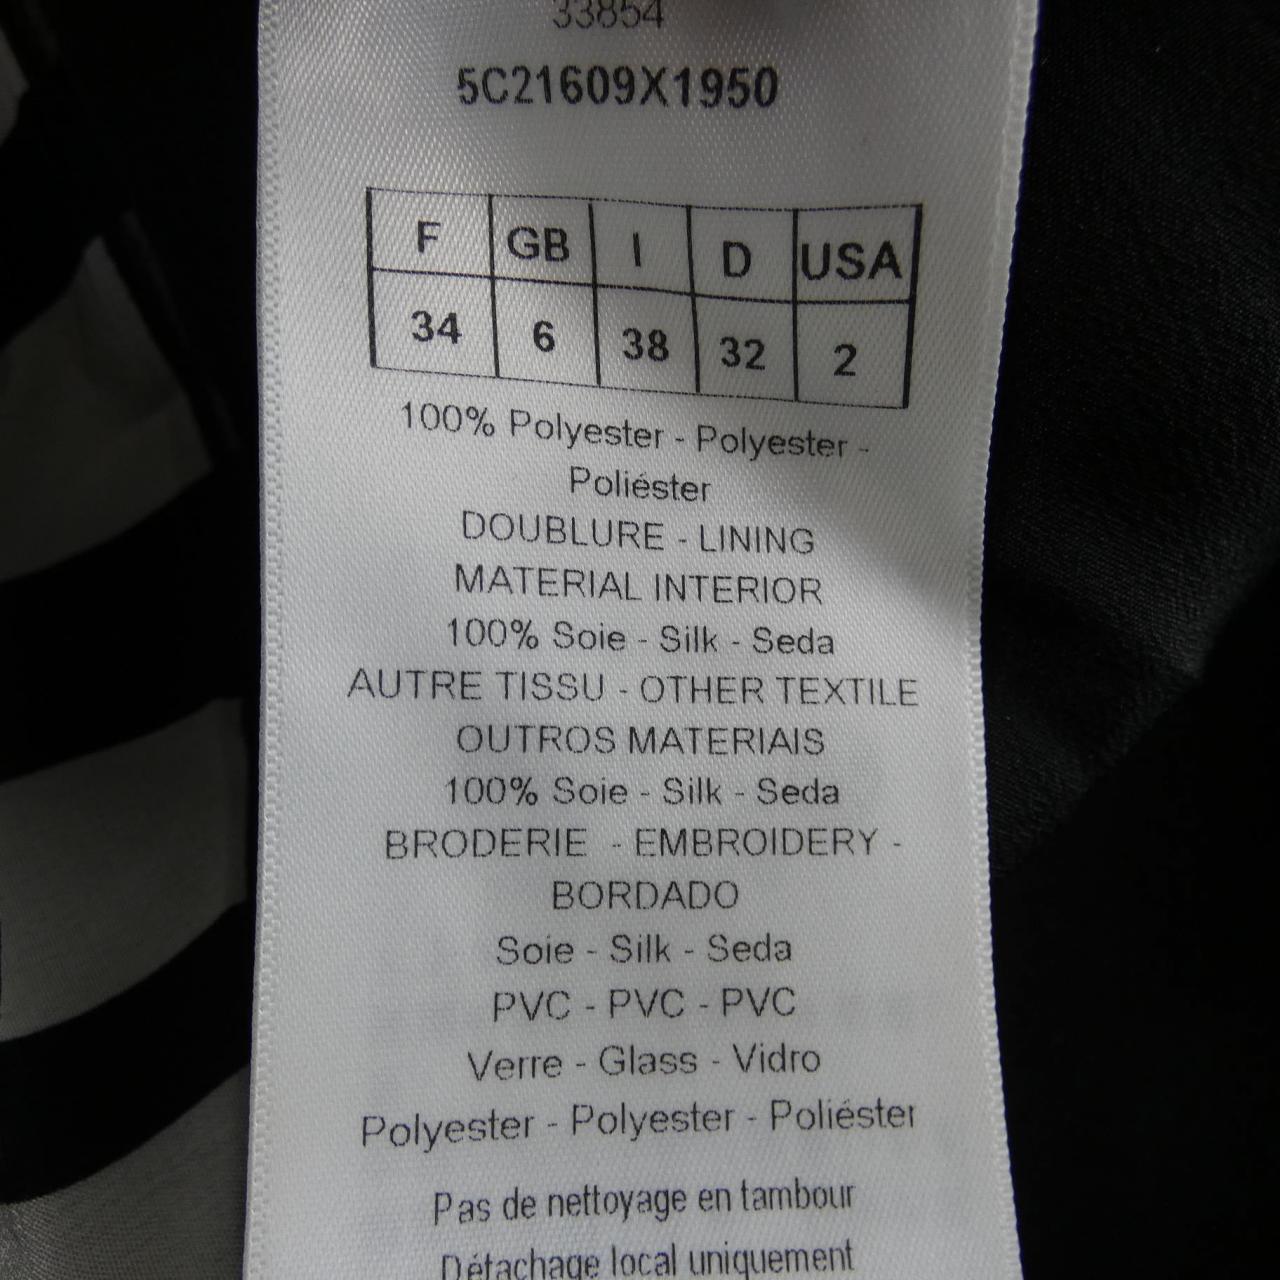 33854
5C21609X1950
F GB I D USA
34 6 38 32 2
100% Polyester - Polyester -
Poliéster
DOUBLURE - LINING
MATERIAL INTERIOR
100% Soie - Silk - Seda
AUTRE TISSU - OTHER TEXTILE
OUTROS MATERIAIS
100% Soie - Silk - Seda
BRODERIE - EMBROIDERY -
BORDADO
Soie - Silk - Seda
PVC - PVC - PVC
Verre - Glass - Vidro
Polyester - Polyester - Poliéster
Pas de nettoyage en tambour
Détachage local uniquement